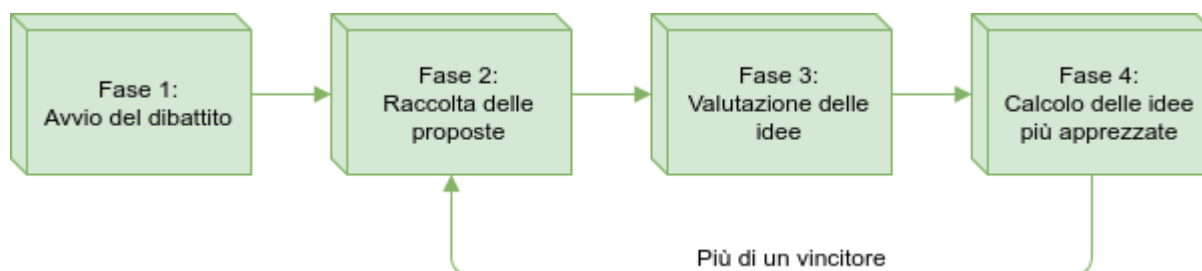 Fase 1:
Avvio del dibattito
Fase 2:
Raccolta delle
proposte
Fase 3:
Valutazione delle
idee
Fase 4:
Calcolo delle idee
più apprezzate
Più di un vincitore